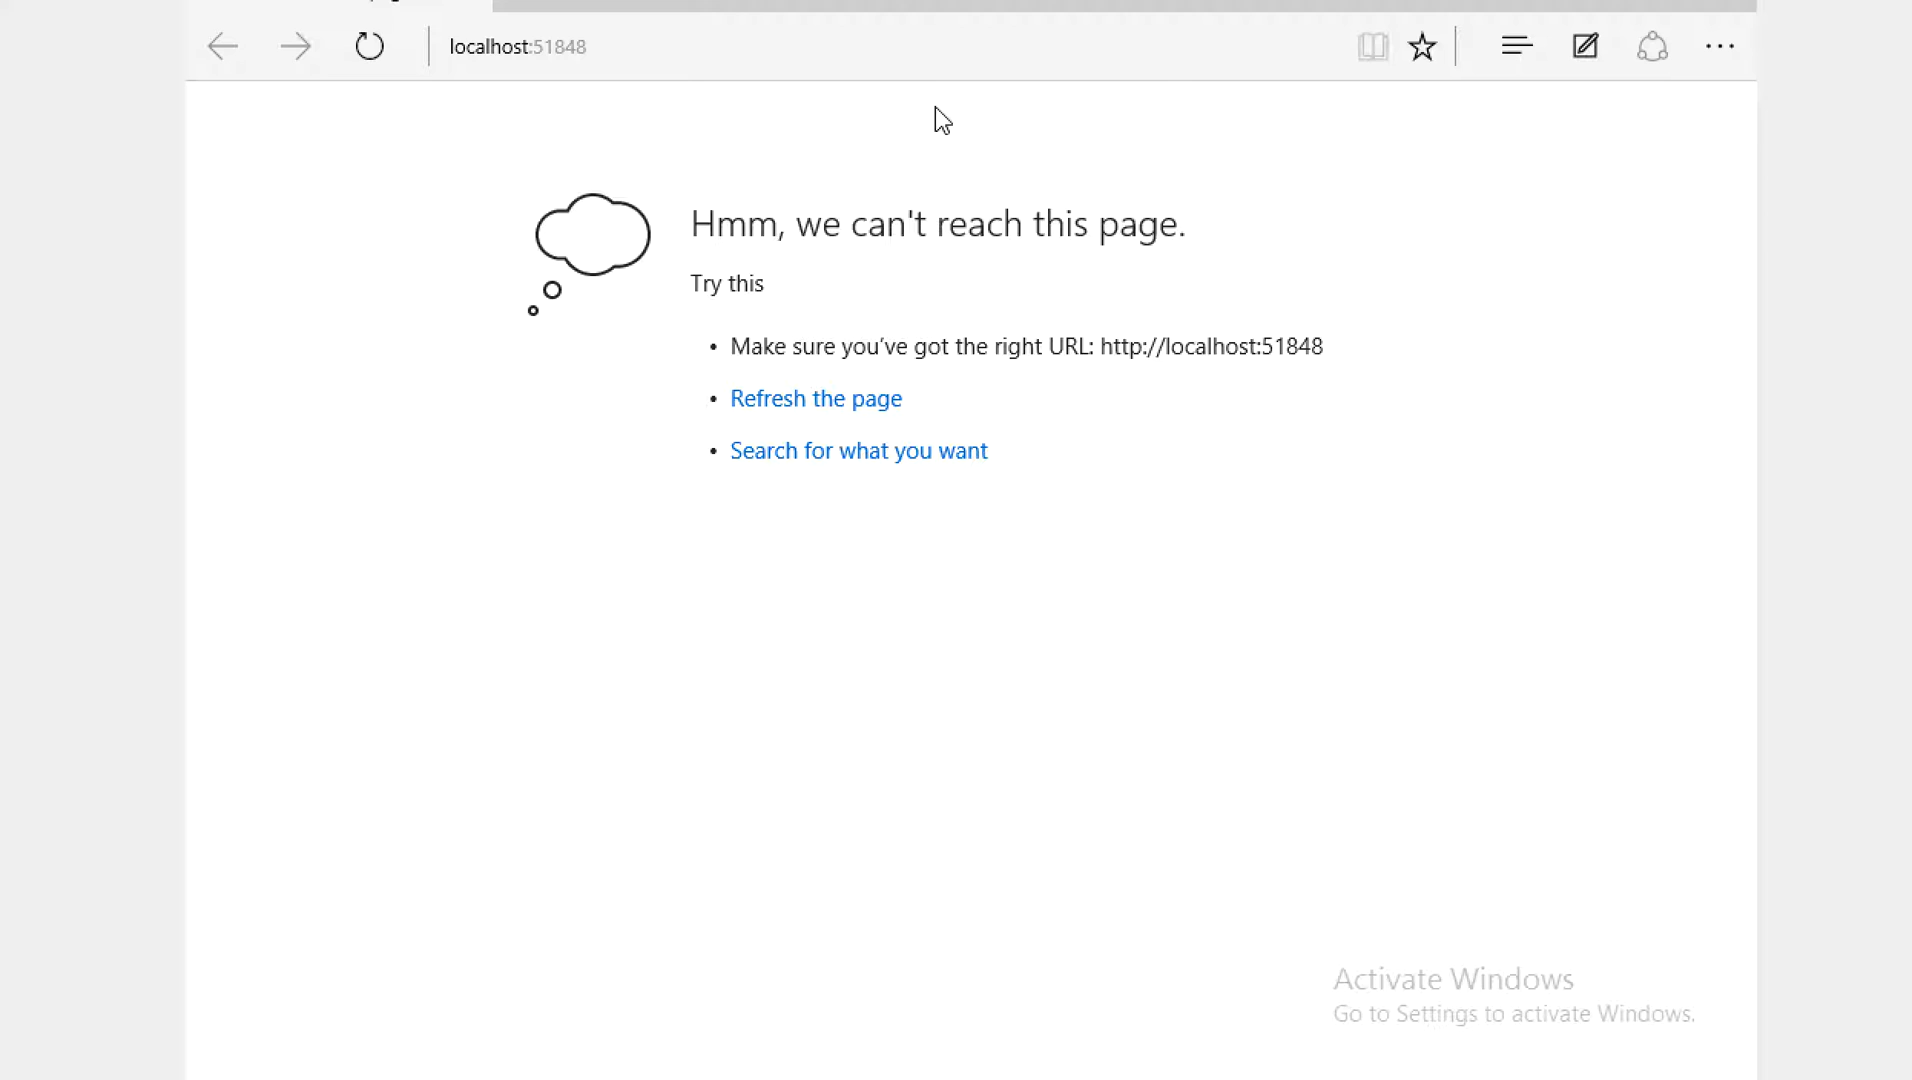 localhost:51848
Hmm, we can't reach this page.
Try this
• Make sure you've got the right URL: http://localhost:51848
• Refresh the page
• Search for what you want
Activate Windows
Go to Settings to activate Windows.